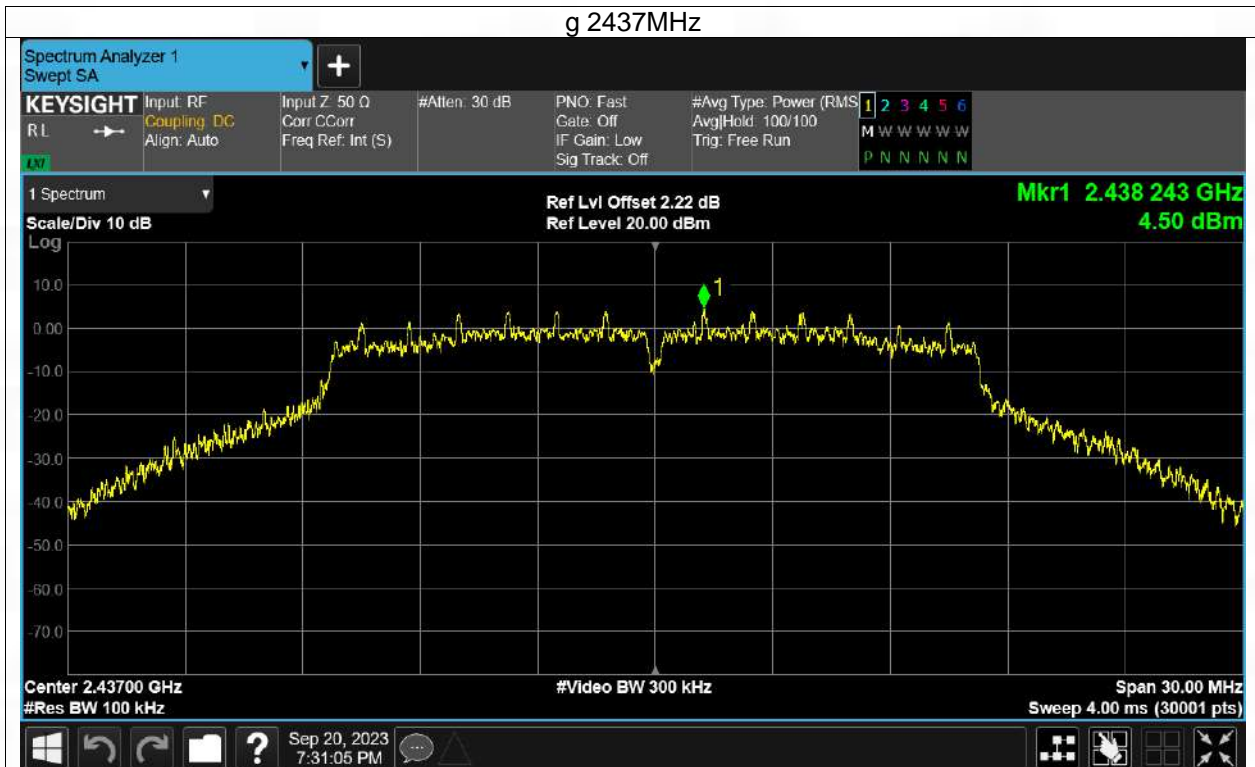 g 2437MHz
Spectrum Analyzer 1
Swept SA
+
KEYSIGHT
RL
LXI
Input: RF
Coupling: DC
Align: Auto
Input Z: 50 Ω
Corr CCorr
Freq Ref: Int (S)
#Atten: 30 dB
PNO: Fast
Gate: Off
IF Gain: Low
Sig Track: Off
#Avg Type: Power (RMS
Avg|Hold: 100/100
Trig: Free Run
1 2 3 4 5 6
M W W W W W
P N N N N N
1 Spectrum
Scale/Div 10 dB
Ref Lvl Offset 2.22 dB
Ref Level 20.00 dBm
Mkr1 2.438 243 GHz
4.50 dBm
Log
10.0
0.00
-10.0
-20.0
-30.0
-40.0
-50.0
-60.0
-70.0
1
Center 2.43700 GHz
#Res BW 100 kHz
#Video BW 300 kHz
Span 30.00 MHz
Sweep 4.00 ms (30001 pts)
?
Sep 20, 2023
7:31:05 PM